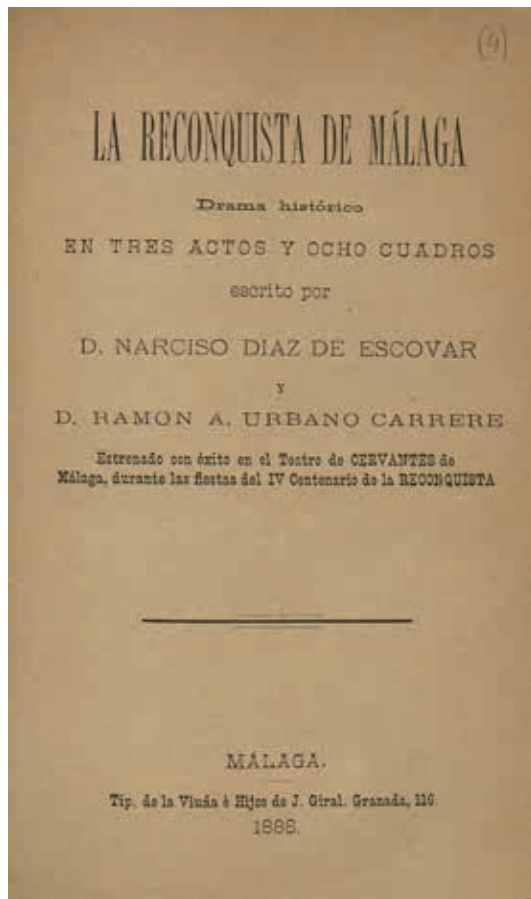 (4)
LA RECONQUISTA DE MÁLAGA
Drama histórico
EN TRES ACTOS Y OCHO CUADROS
escrito por
D. NARCISO DIAZ DE ESCOVAR
Y
D. RAMON A. URBANO CARRERE
Estrenado con éxito en el Teatro de CERVANTES de
Málaga, durante las fiestas del IV Centenario de la RECONQUISTA
MÁLAGA.
Tip. de la Viuda é Hijos de J. Giral. Granada, 116.
1888.